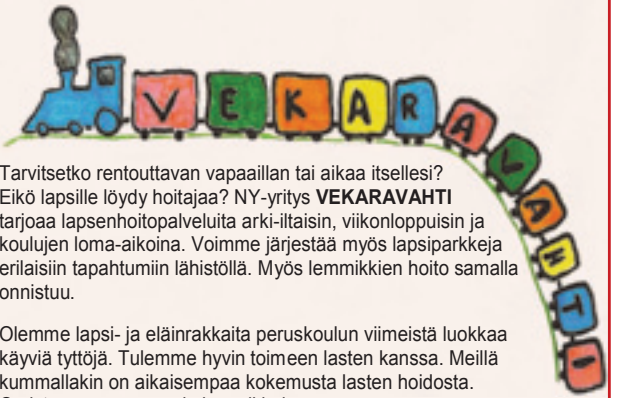 VEKARAVAHTI
Tarvitsetko rentouttavan vapaaillan tai aikaa itsellesi?
Eikö lapsille löydy hoitajaa? NY-yritys VEKARAVAHTI
tarjoaa lapsenhoitopalveluita arki-iltaisin, viikonloppuisin ja
koulujen loma-aikoina. Voimme järjestää myös lapsiparkkeja
erilaisiin tapahtumiin lähistöllä. Myös lemmikkien hoito samalla
onnistuu.
Olemme lapsi- ja eläinrakkaita peruskoulun viimeistä luokkaa
käyviä tyttöjä. Tulemme hyvin toimeen lasten kanssa. Meillä
kummallakin on aikaisempaa kokemusta lasten hoidosta.